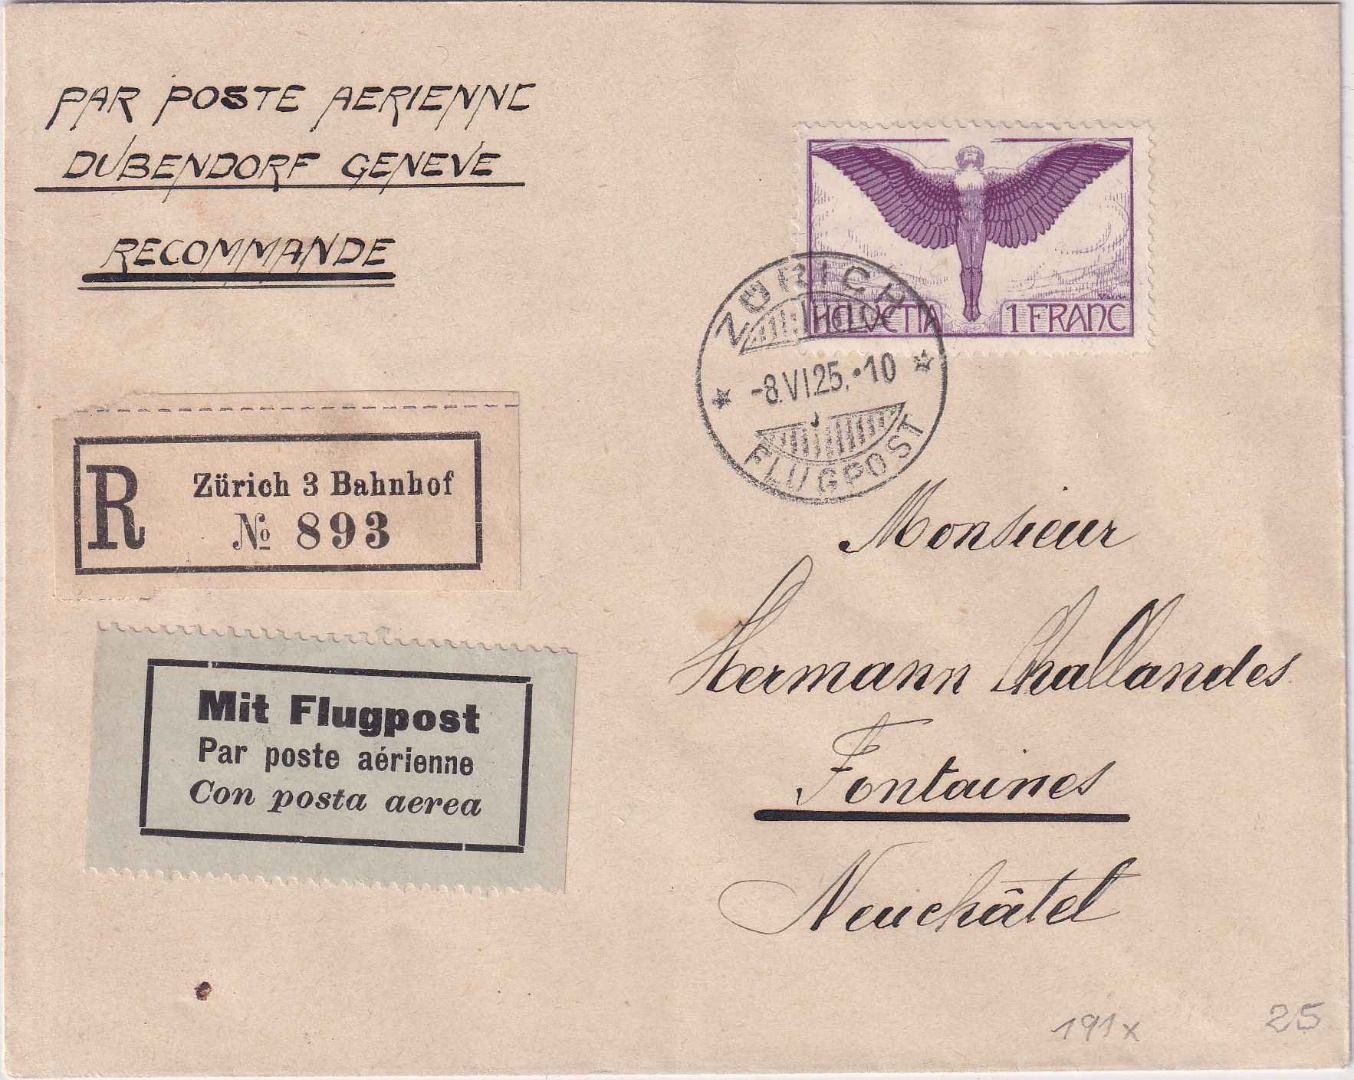 PAR POSTE AERIENNE
DUBENDORF GENEVE
RECOMMANDE
HELVETIA 1 FRANC
ZÜRICH
-8.VI.25.•10
FLUGPOST
R Zürich 3 Bahnhof
№ 893
Mit Flugpost
Par poste aérienne
Con posta aerea
Monsieur
Hermann Challandes
Fontaines
Neuchâtel
191x
25